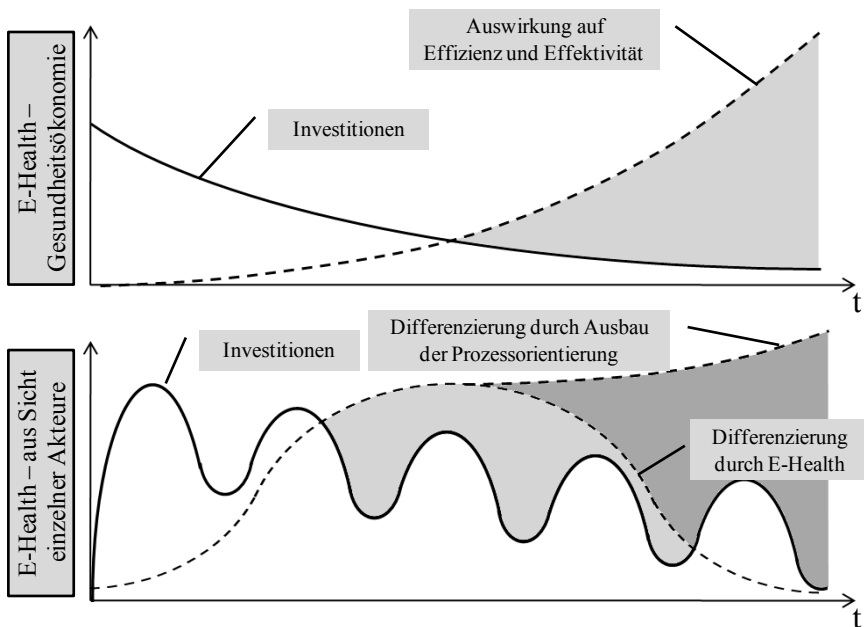 E-Health –
Gesundheitsökonomie
Auswirkung auf
Effizienz und Effektivität
Investitionen
t
E-Health – aus Sicht
einzelner Akteure
Investitionen
Differenzierung durch Ausbau
der Prozessorientierung
Differenzierung
durch E-Health
t